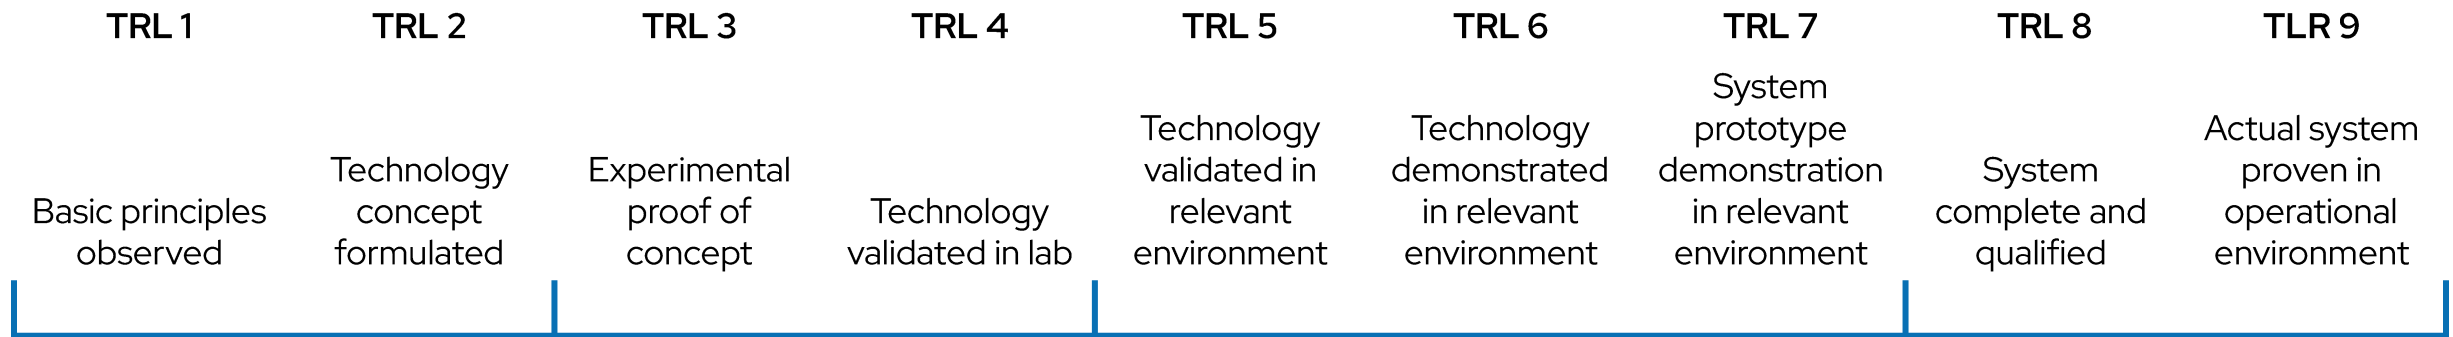 TRL 1
Basic principles
observed
TRL 2
Technology
concept
formulated
TRL 3
Experimental
proof of
concept
TRL 4
Technology
validated in lab
TRL 5
Technology
validated in
relevant
environment
TRL 6
Technology
demonstrated
in relevant
environment
TRL 7
System
prototype
demonstration
in relevant
environment
TRL 8
System
complete and
qualified
TLR 9
Actual system
proven in
operational
environment